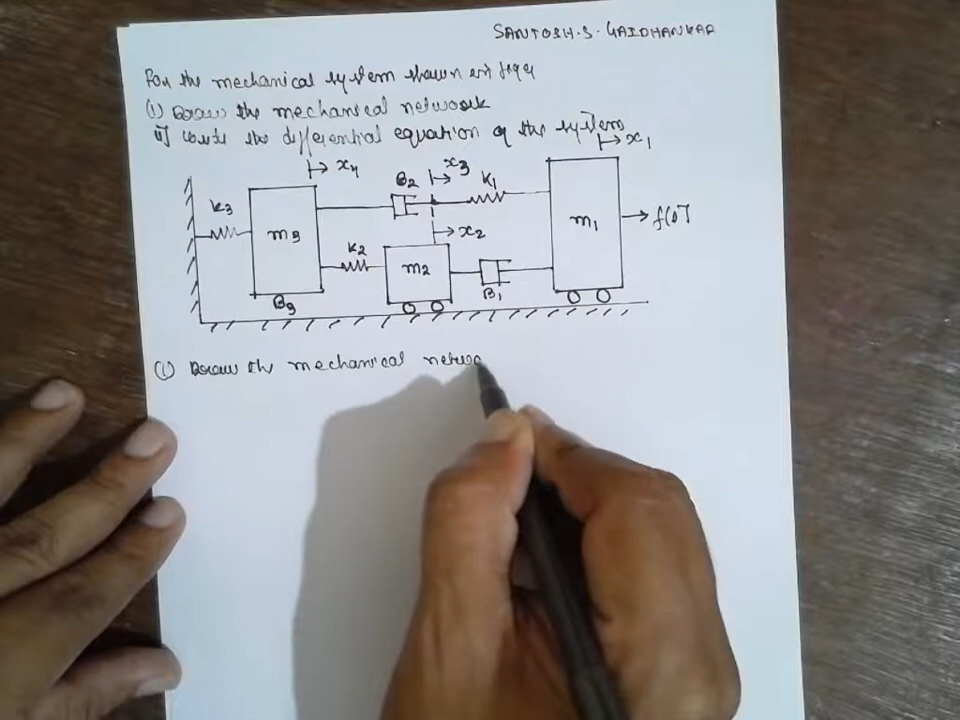 SANTOSH.S.GAIDHANKAR
For the mechanical system shown in fig
(i) Draw the mechanical network
ii] write the differential equation of the system
x4 x3 x1
B2 K1
K3 M3 K2 x2 M1 f(t)
M2
B3 B1
(i) Draw the mechanical netwo